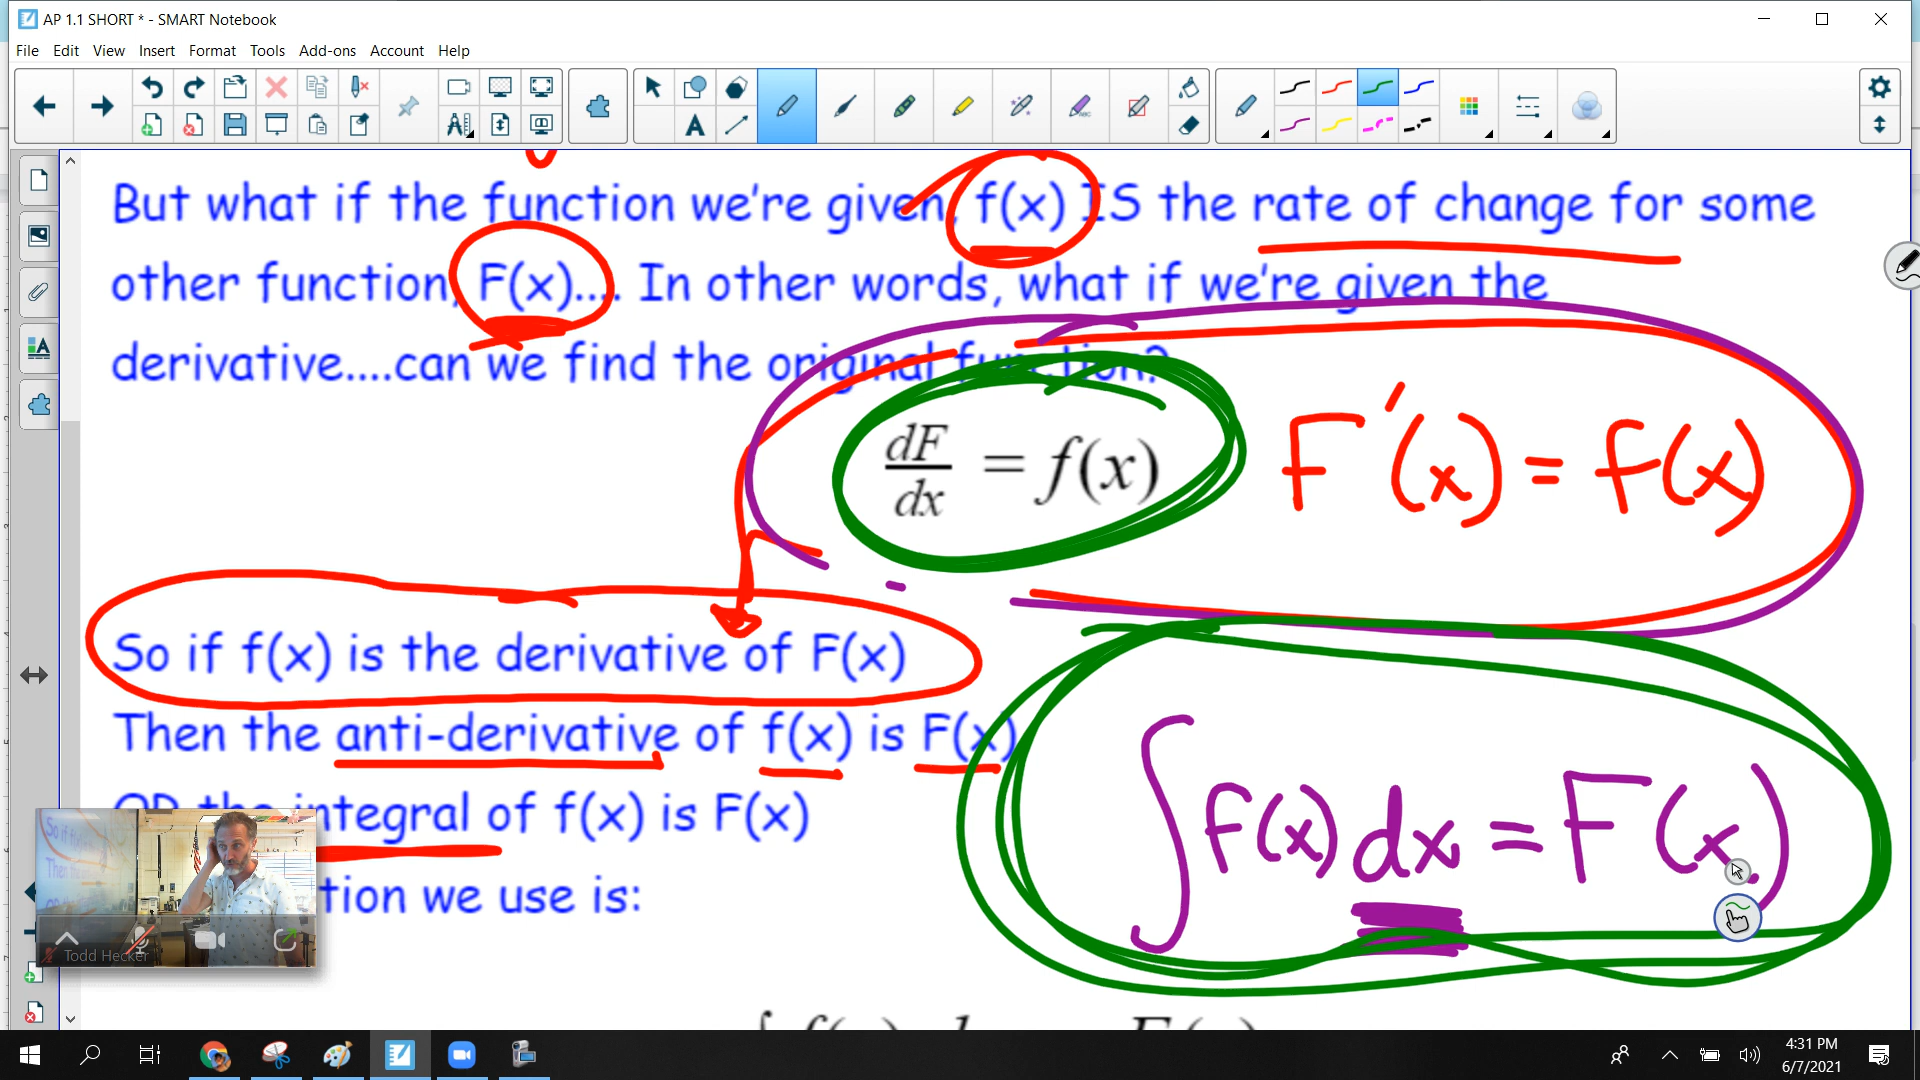 AP 1.1 SHORT * - SMART Notebook
File Edit View Insert Format Tools Add-ons Account Help
But what if the function we're given, f(x) IS the rate of change for some
other function, F(x).... In other words, what if we're given the
derivative....can we find the original function?
dF/dx = f(x) F'(x) = f(x)
So if f(x) is the derivative of F(x)
Then the anti-derivative of f(x) is F(x)
∫f(x)dx = F(x)
OR the integral of f(x) is F(x)
tion we use is:
Todd Hecker
4:31 PM
6/7/2021